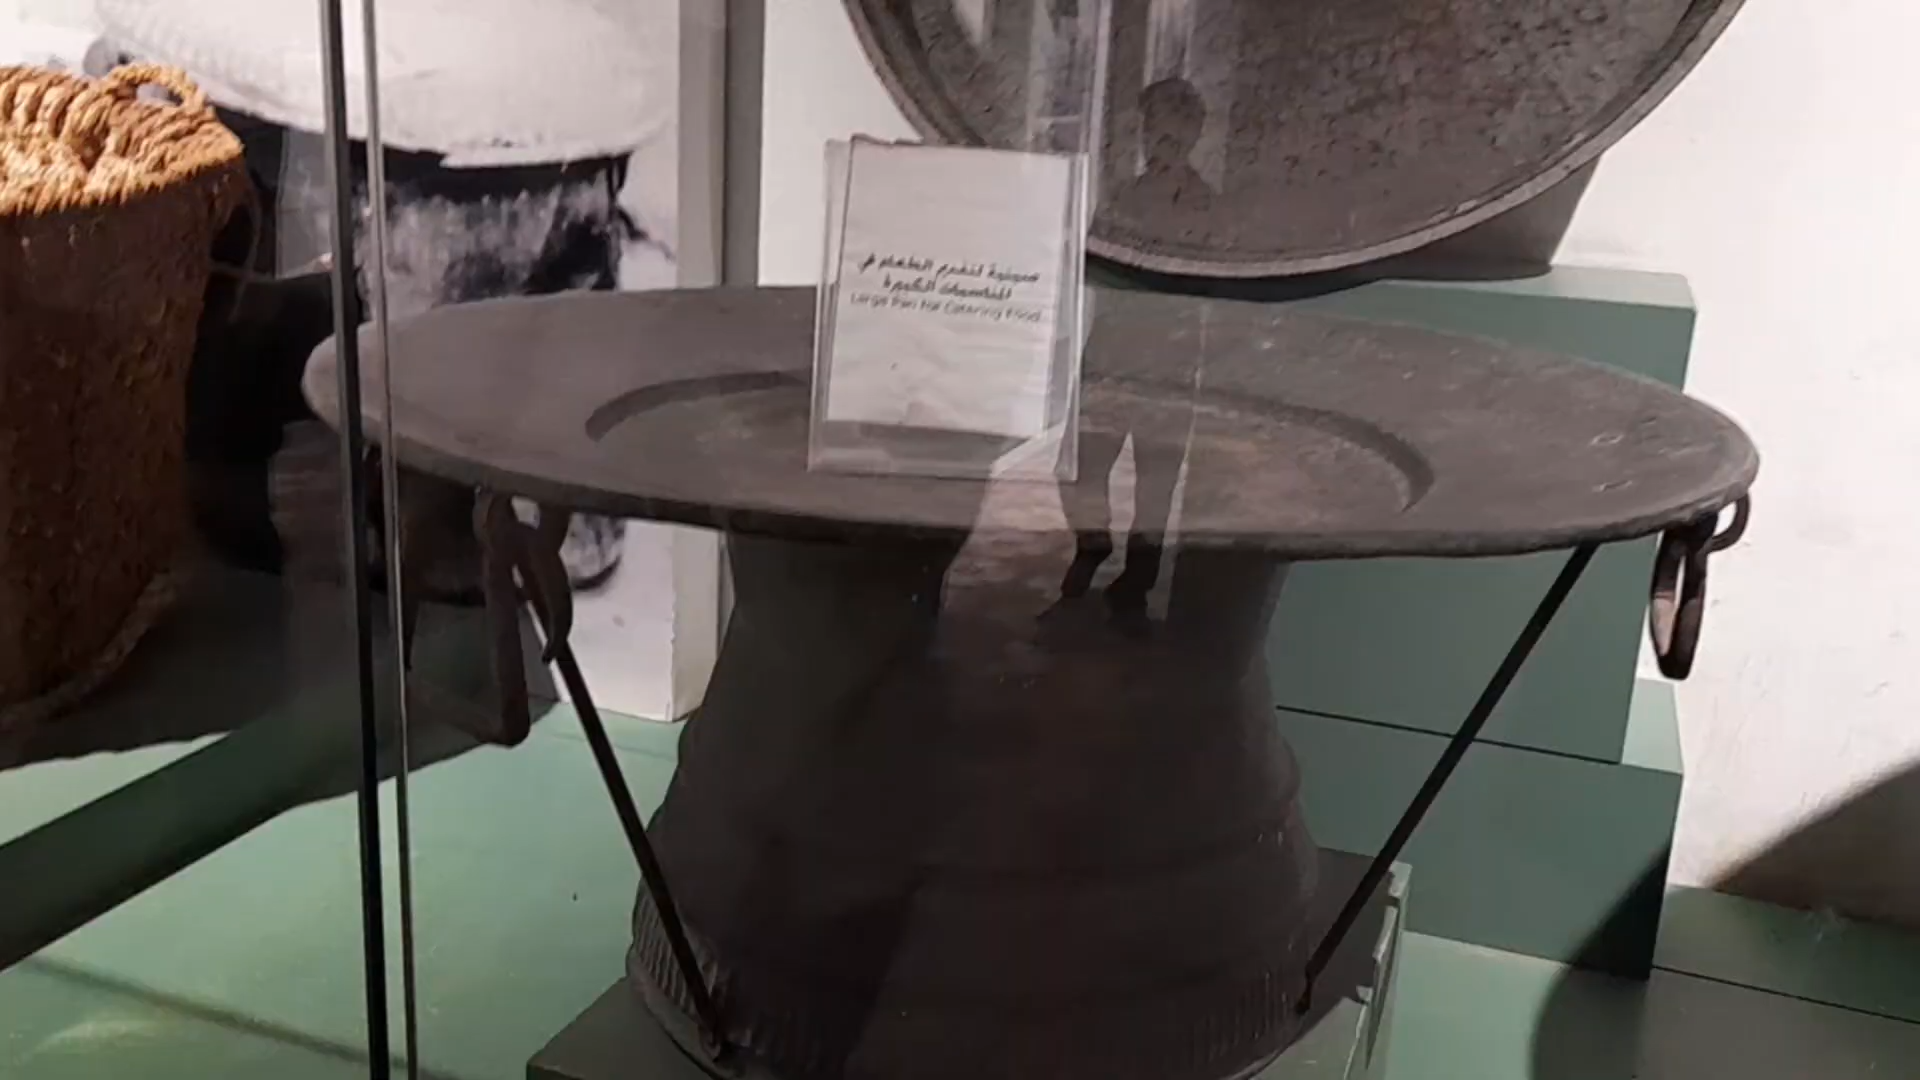 صينية لتقديم الطعام في
المناسبات الكبيرة
Large Pan for Catering Food